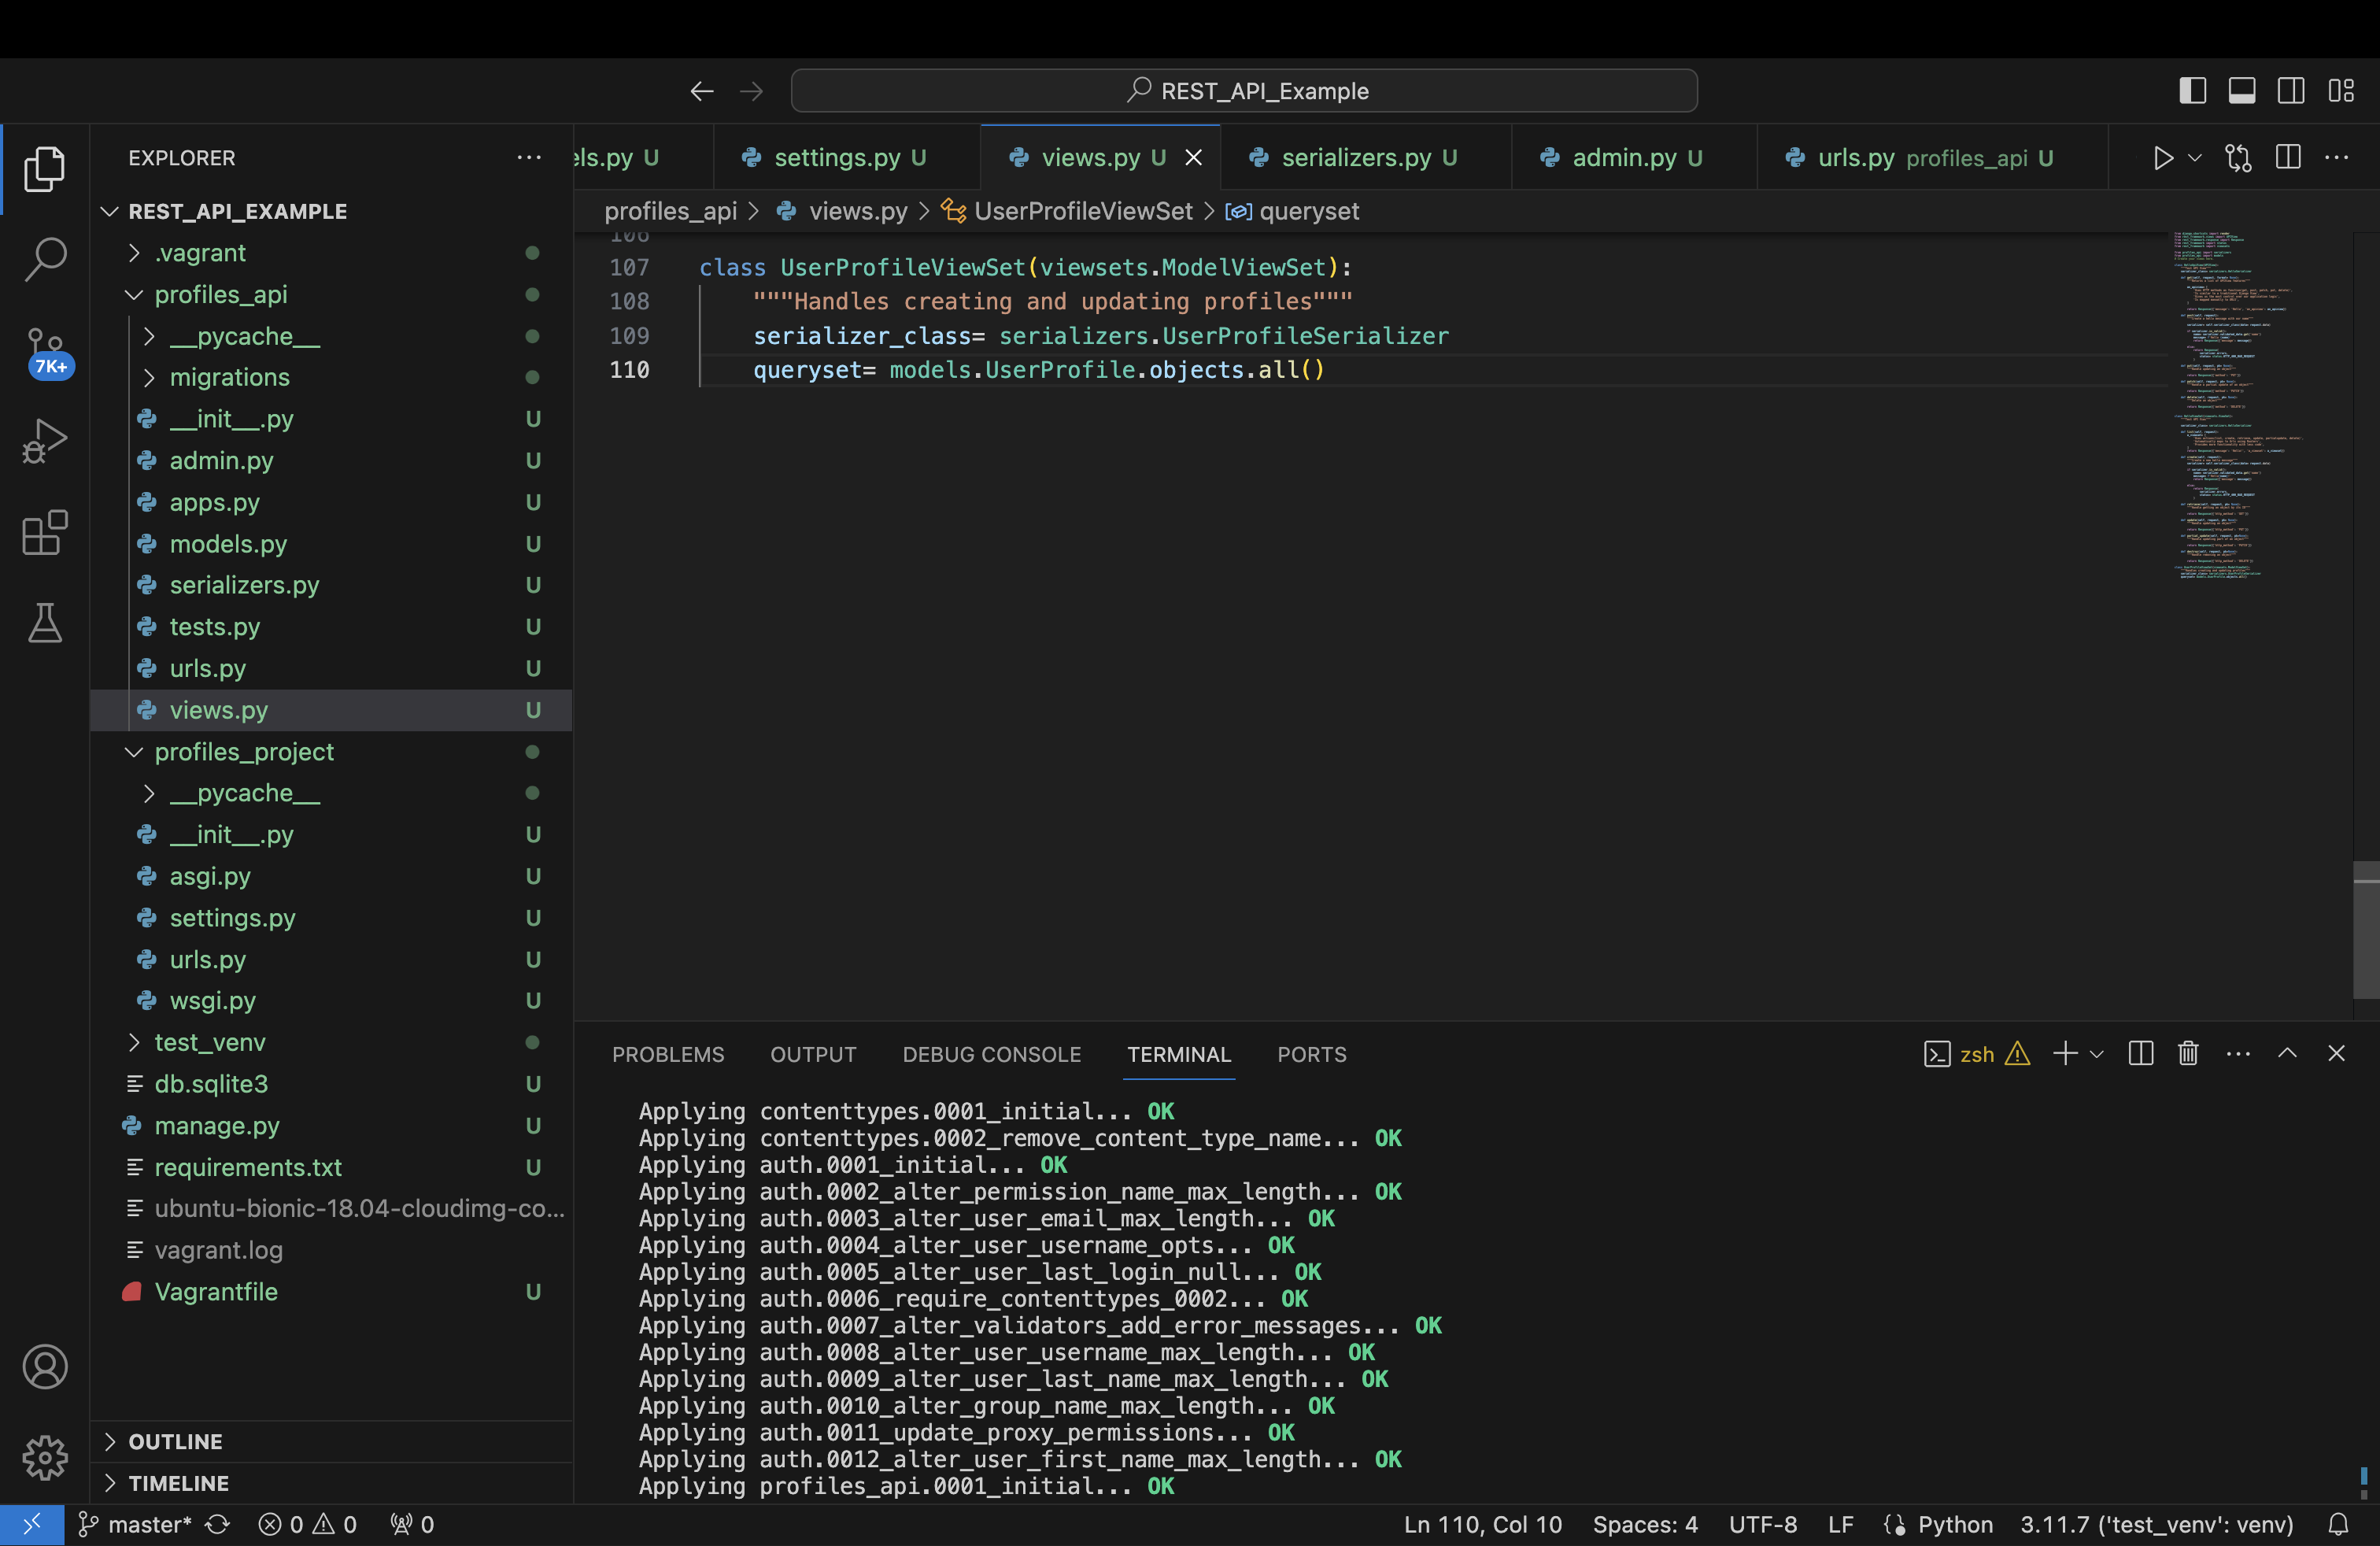 REST_API_Example
EXPLORER
REST_API_EXAMPLE
.vagrant
profiles_api
__pycache__
migrations
__init__.py U
admin.py U
apps.py U
models.py U
serializers.py U
tests.py U
urls.py U
views.py U
profiles_project
__pycache__
__init__.py U
asgi.py U
settings.py U
urls.py U
wsgi.py U
test_venv
db.sqlite3 U
manage.py U
requirements.txt U
ubuntu-bionic-18.04-cloudimg-co...
vagrant.log
Vagrantfile U
OUTLINE
TIMELINE
7K+
els.py U settings.py U views.py U serializers.py U admin.py U urls.py profiles_api U
profiles_api > views.py > UserProfileViewSet > queryset
106
107 class UserProfileViewSet(viewsets.ModelViewSet):
108 """Handles creating and updating profiles"""
109 serializer_class= serializers.UserProfileSerializer
110 queryset= models.UserProfile.objects.all()
PROBLEMS OUTPUT DEBUG CONSOLE TERMINAL PORTS zsh
Applying contenttypes.0001_initial... OK
Applying contenttypes.0002_remove_content_type_name... OK
Applying auth.0001_initial... OK
Applying auth.0002_alter_permission_name_max_length... OK
Applying auth.0003_alter_user_email_max_length... OK
Applying auth.0004_alter_user_username_opts... OK
Applying auth.0005_alter_user_last_login_null... OK
Applying auth.0006_require_contenttypes_0002... OK
Applying auth.0007_alter_validators_add_error_messages... OK
Applying auth.0008_alter_user_username_max_length... OK
Applying auth.0009_alter_user_last_name_max_length... OK
Applying auth.0010_alter_group_name_max_length... OK
Applying auth.0011_update_proxy_permissions... OK
Applying auth.0012_alter_user_first_name_max_length... OK
Applying profiles_api.0001_initial... OK
master* 0 0 0 Ln 110, Col 10 Spaces: 4 UTF-8 LF Python 3.11.7 ('test_venv': venv)